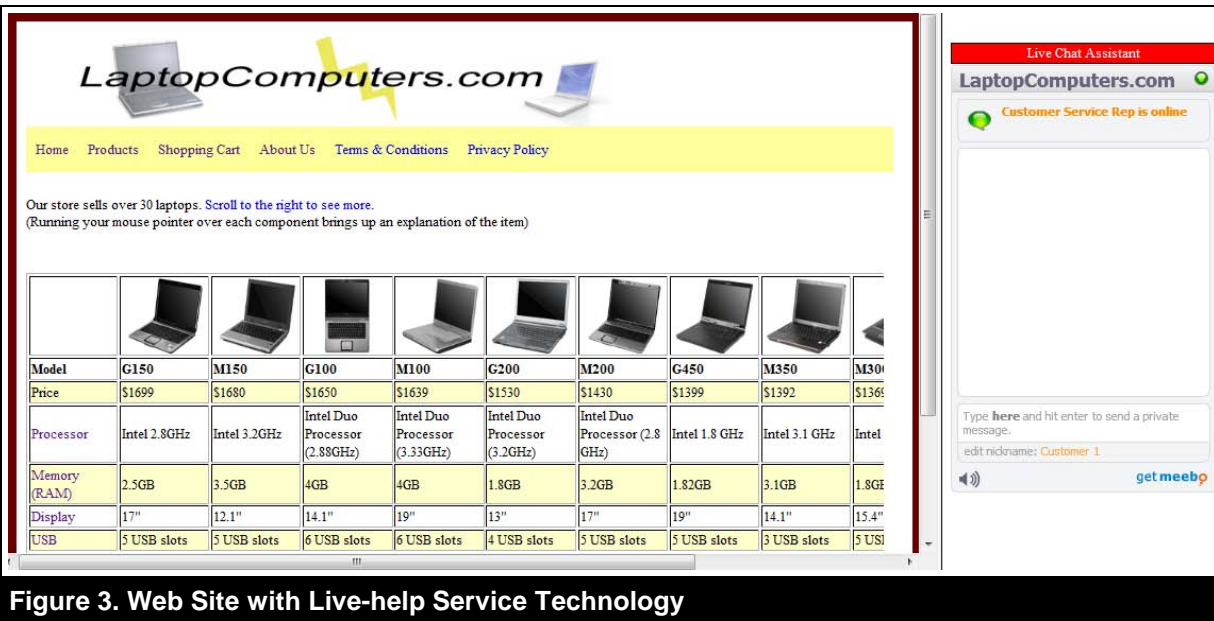 LaptopComputers.com
Home Products Shopping Cart About Us Terms & Conditions Privacy Policy
Our store sells over 30 laptops. Scroll to the right to see more.
(Running your mouse pointer over each component brings up an explanation of the item)
Model G150 M150 G100 M100 G200 M200 G450 M350
Price $1699 $1680 $1650 $1639 $1530 $1430 $1399 $1392
Processor Intel 2.8GHz Intel 3.2GHz Intel Duo Processor (2.88GHz) Intel Duo Processor (3.33GHz) Intel Duo Processor (3.2GHz) Intel Duo Processor (2.8 GHz) Intel 1.8 GHz Intel 3.1 GHz Intel
Memory (RAM) 2.5GB 3.5GB 4GB 4GB 1.8GB 3.2GB 1.82GB 3.1GB
Display 17" 12.1" 14.1" 19" 13" 17" 19" 14.1" 15.4"
USB 5 USB slots 5 USB slots 6 USB slots 6 USB slots 4 USB slots 5 USB slots 5 USB slots 3 USB slots
Live Chat Assistant
LaptopComputers.com
Customer Service Rep is online
Type here and hit enter to send a private
message.
edit nickname: Customer 1
get meebo
Figure 3. Web Site with Live-help Service Technology